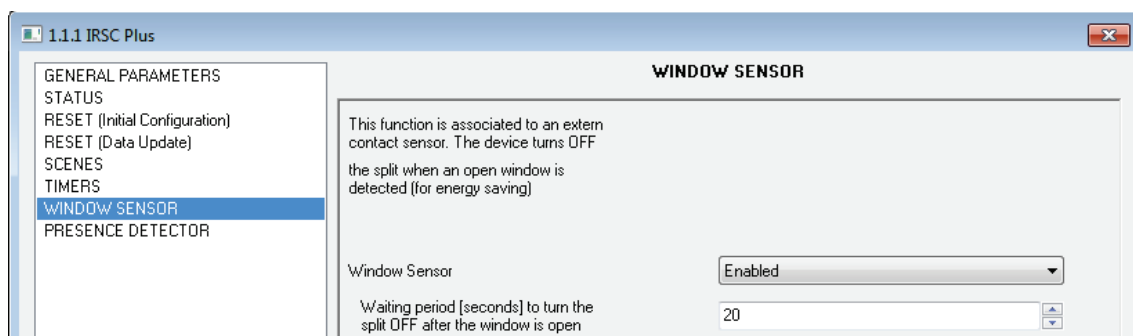 1.1.1 IRSC Plus
GENERAL PARAMETERS
STATUS
RESET (Initial Configuration)
RESET (Data Update)
SCENES
TIMERS
WINDOW SENSOR
PRESENCE DETECTOR
WINDOW SENSOR
This function is associated to an extern
contact sensor. The device turns OFF
the split when an open window is
detected (for energy saving)
Window Sensor
Enabled
Waiting period [seconds] to turn the
split OFF after the window is open
20